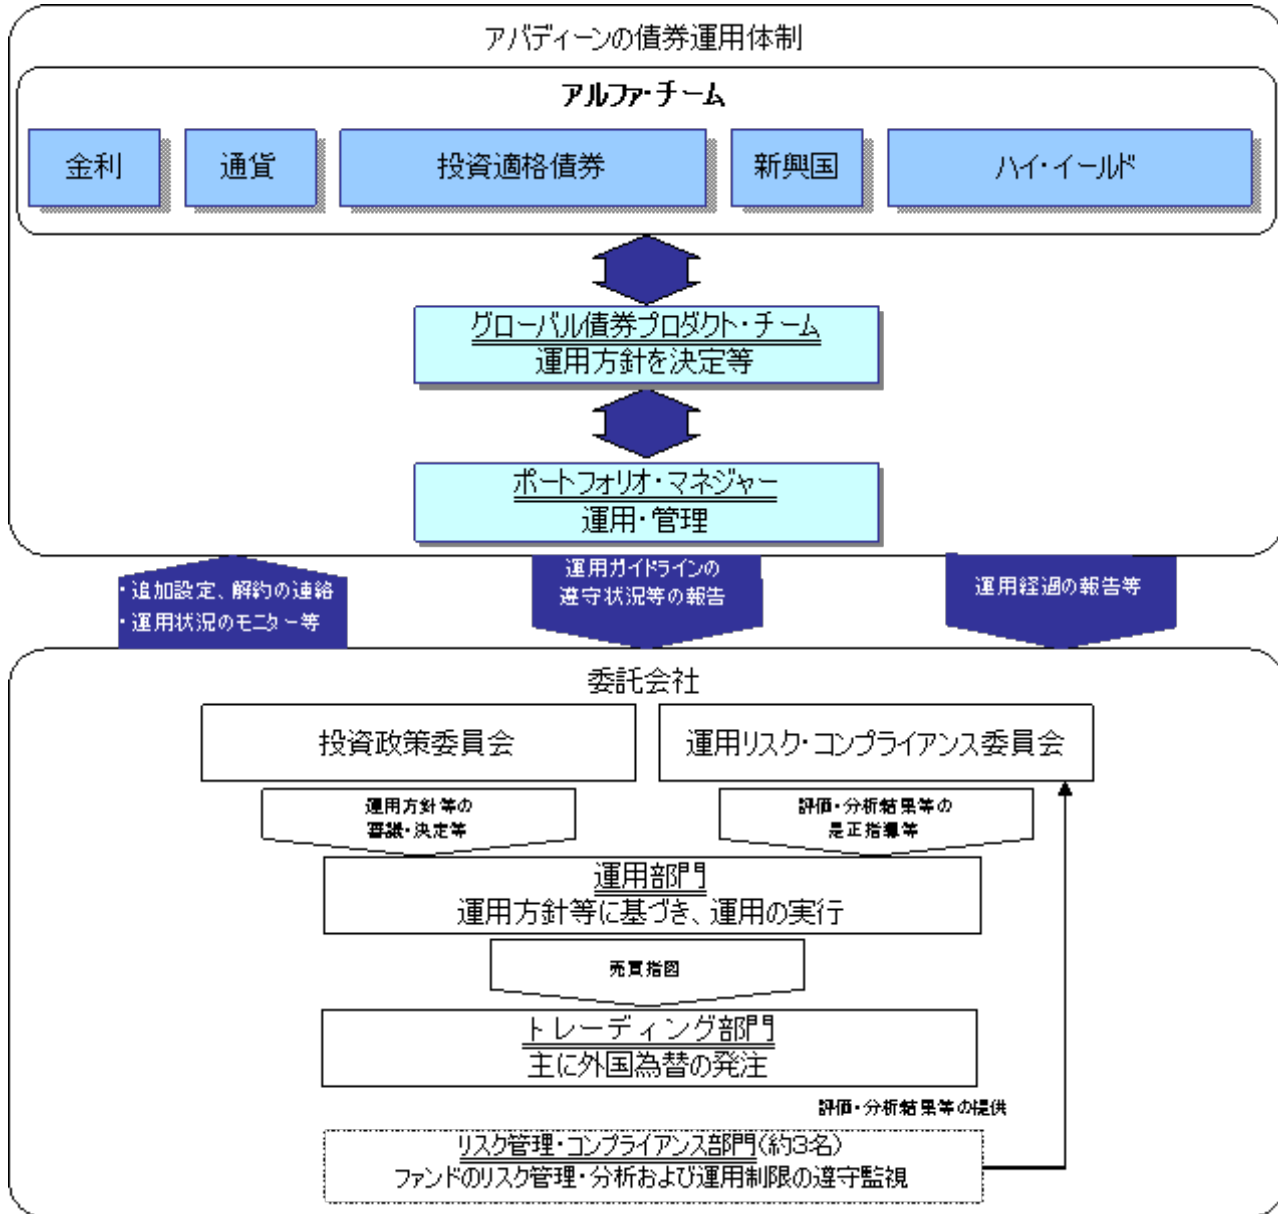 アバディーンの債券運用体制
アルファ・チーム
金利
通貨
投資適格債券
新興国
ハイ・イールド
グローバル債券プロダクト・チーム
運用方針を決定等
ポートフォリオ・マネジャー
運用・管理
・追加設定、解約の連絡
・運用状況のモニター等
運用ガイドラインの
遵守状況等の報告
運用経過の報告等
委託会社
投資政策委員会
運用リスク・コンプライアンス委員会
運用方針等の
審議・決定等
評価・分析結果等の
是正指導等
運用部門
運用方針等に基づき、運用の実行
売買指図
トレーディング部門
主に外国為替の発注
評価・分析結果等の提供
リスク管理・コンプライアンス部門(約3名)
ファンドのリスク管理・分析および運用制限の遵守監視